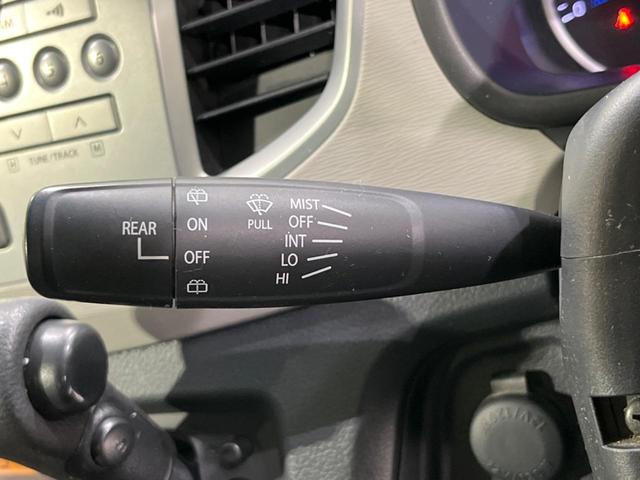 TUNE/TRACK
H
M
REAR
ON
OFF
PULL
MIST
OFF
INT
LO
HI